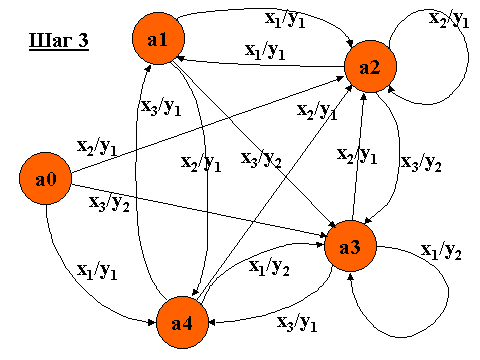 Шаг 3
a1
x₁/y₁
a2
x₂/y₁
x₁/y₁
x₃/y₁
x₂/y₁
x₂/y₁
x₂/y₁
x₃/y₂
x₂/y₁
x₃/y₂
a0
x₃/y₂
a3
x₁/y₂
x₁/y₁
x₁/y₂
a4
x₃/y₁